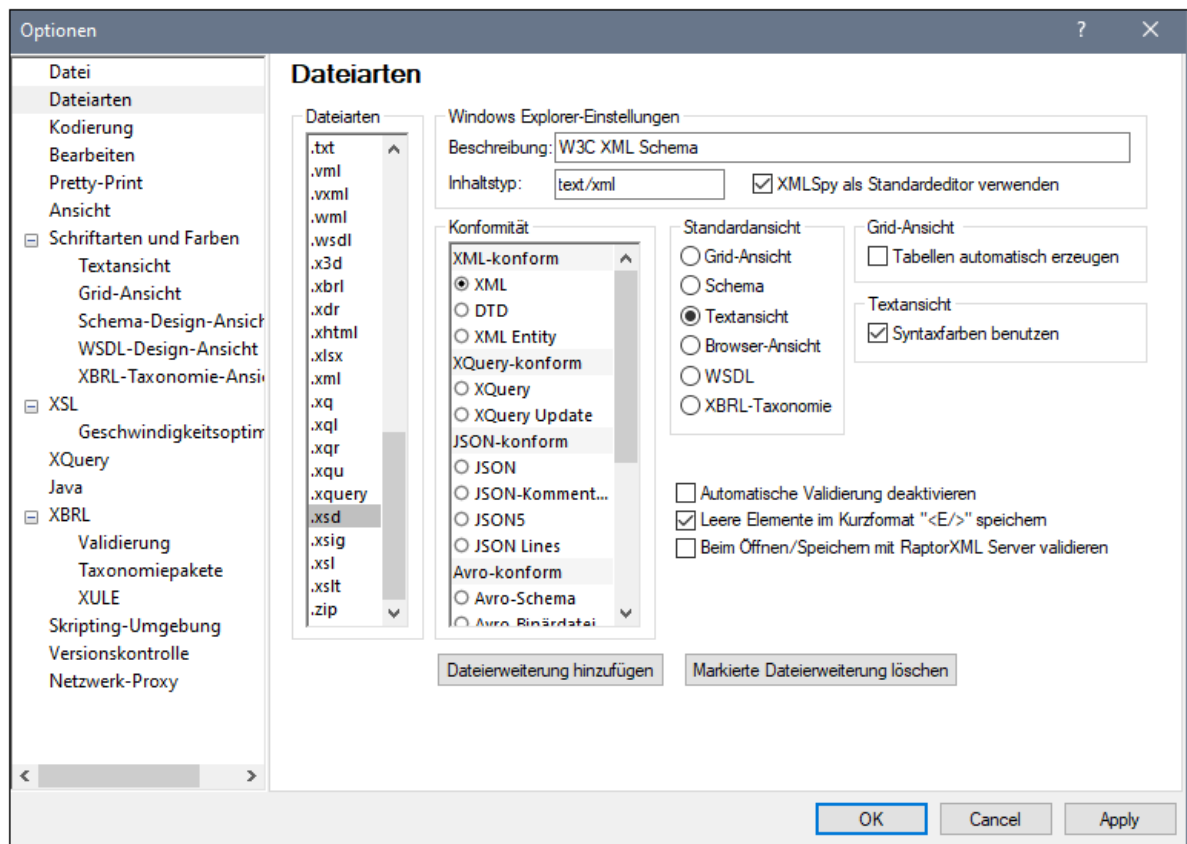 Optionen
?
Datei
Dateiarten
Kodierung
Bearbeiten
Pretty-Print
Ansicht
Schriftarten und Farben
Textansicht
Grid-Ansicht
Schema-Design-Ansich
WSDL-Design-Ansicht
XBRL-Taxonomie-Ansi
XSL
Geschwindigkeitsoptim
XQuery
Java
XBRL
Validierung
Taxonomiepakete
XULE
Skripting-Umgebung
Versionskontrolle
Netzwerk-Proxy
Dateiarten
Dateiarten
.txt
.vml
.vxml
.wml
.wsdl
.x3d
.xbrl
.xdr
.xhtml
.xlsx
.xml
.xq
.xql
.xqr
.xqu
.xquery
.xsd
.xsig
.xsl
.xslt
.zip
Windows Explorer-Einstellungen
Beschreibung: W3C XML Schema
Inhaltstyp: text/xml XMLSpy als Standardeditor verwenden
Konformität
XML-konform
XML
DTD
XML Entity
XQuery-konform
XQuery
XQuery Update
JSON-konform
JSON
JSON-Komment...
JSON5
JSON Lines
Avro-konform
Avro-Schema
Avro-Binärdatei
Standardansicht
Grid-Ansicht
Schema
Textansicht
Browser-Ansicht
WSDL
XBRL-Taxonomie
Grid-Ansicht
Tabellen automatisch erzeugen
Textansicht
Syntaxfarben benutzen
Automatische Validierung deaktivieren
Leere Elemente im Kurzformat "<E/>" speichern
Beim Öffnen/Speichern mit RaptorXML Server validieren
Dateierweiterung hinzufügen
Markierte Dateierweiterung löschen
OK
Cancel
Apply